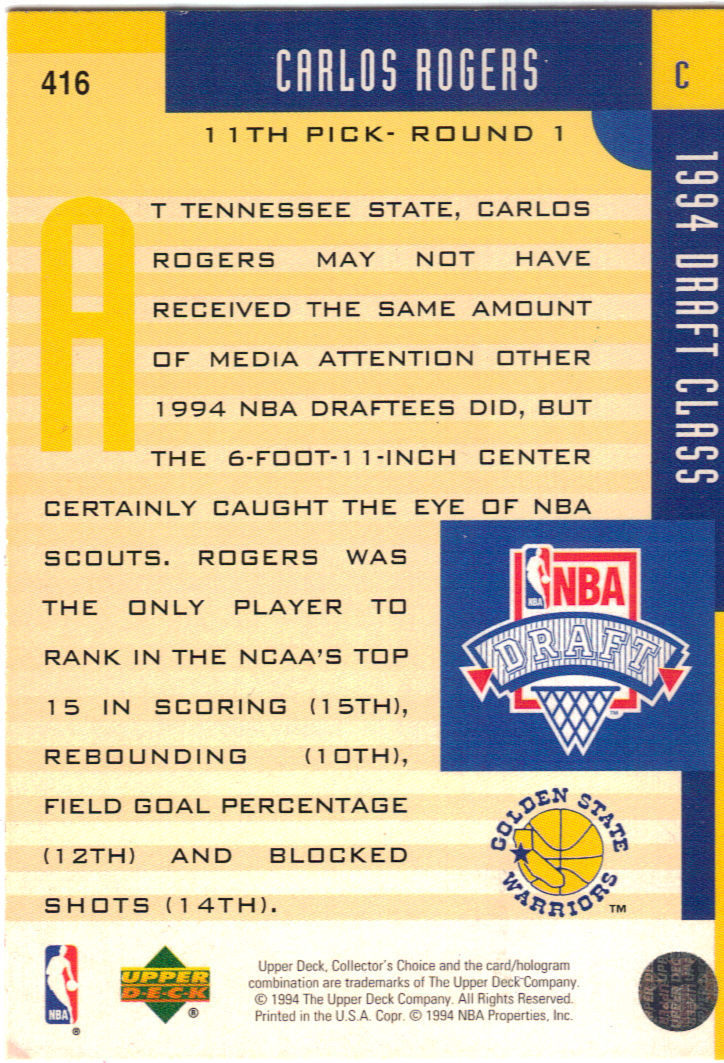 416
CARLOS ROGERS
C
11TH PICK- ROUND 1
1994 DRAFT CLASS
AT TENNESSEE STATE, CARLOS
ROGERS MAY NOT HAVE
RECEIVED THE SAME AMOUNT
OF MEDIA ATTENTION OTHER
1994 NBA DRAFTEES DID, BUT
THE 6-FOOT-11-INCH CENTER
CERTAINLY CAUGHT THE EYE OF NBA
SCOUTS. ROGERS WAS
THE ONLY PLAYER TO
RANK IN THE NCAA'S TOP
15 IN SCORING (15TH),
REBOUNDING (10TH),
FIELD GOAL PERCENTAGE
(12TH) AND BLOCKED
SHOTS (14TH).
NBA
NBA
DRAFT
TM
GOLDEN STATE
WARRIORS
TM
NBA
®
UPPER
DECK
®
Upper Deck, Collector's Choice and the card/hologram
combination are trademarks of The Upper Deck Company.
© 1994 The Upper Deck Company. All Rights Reserved.
Printed in the U.S.A. Copr. © 1994 NBA Properties, Inc.